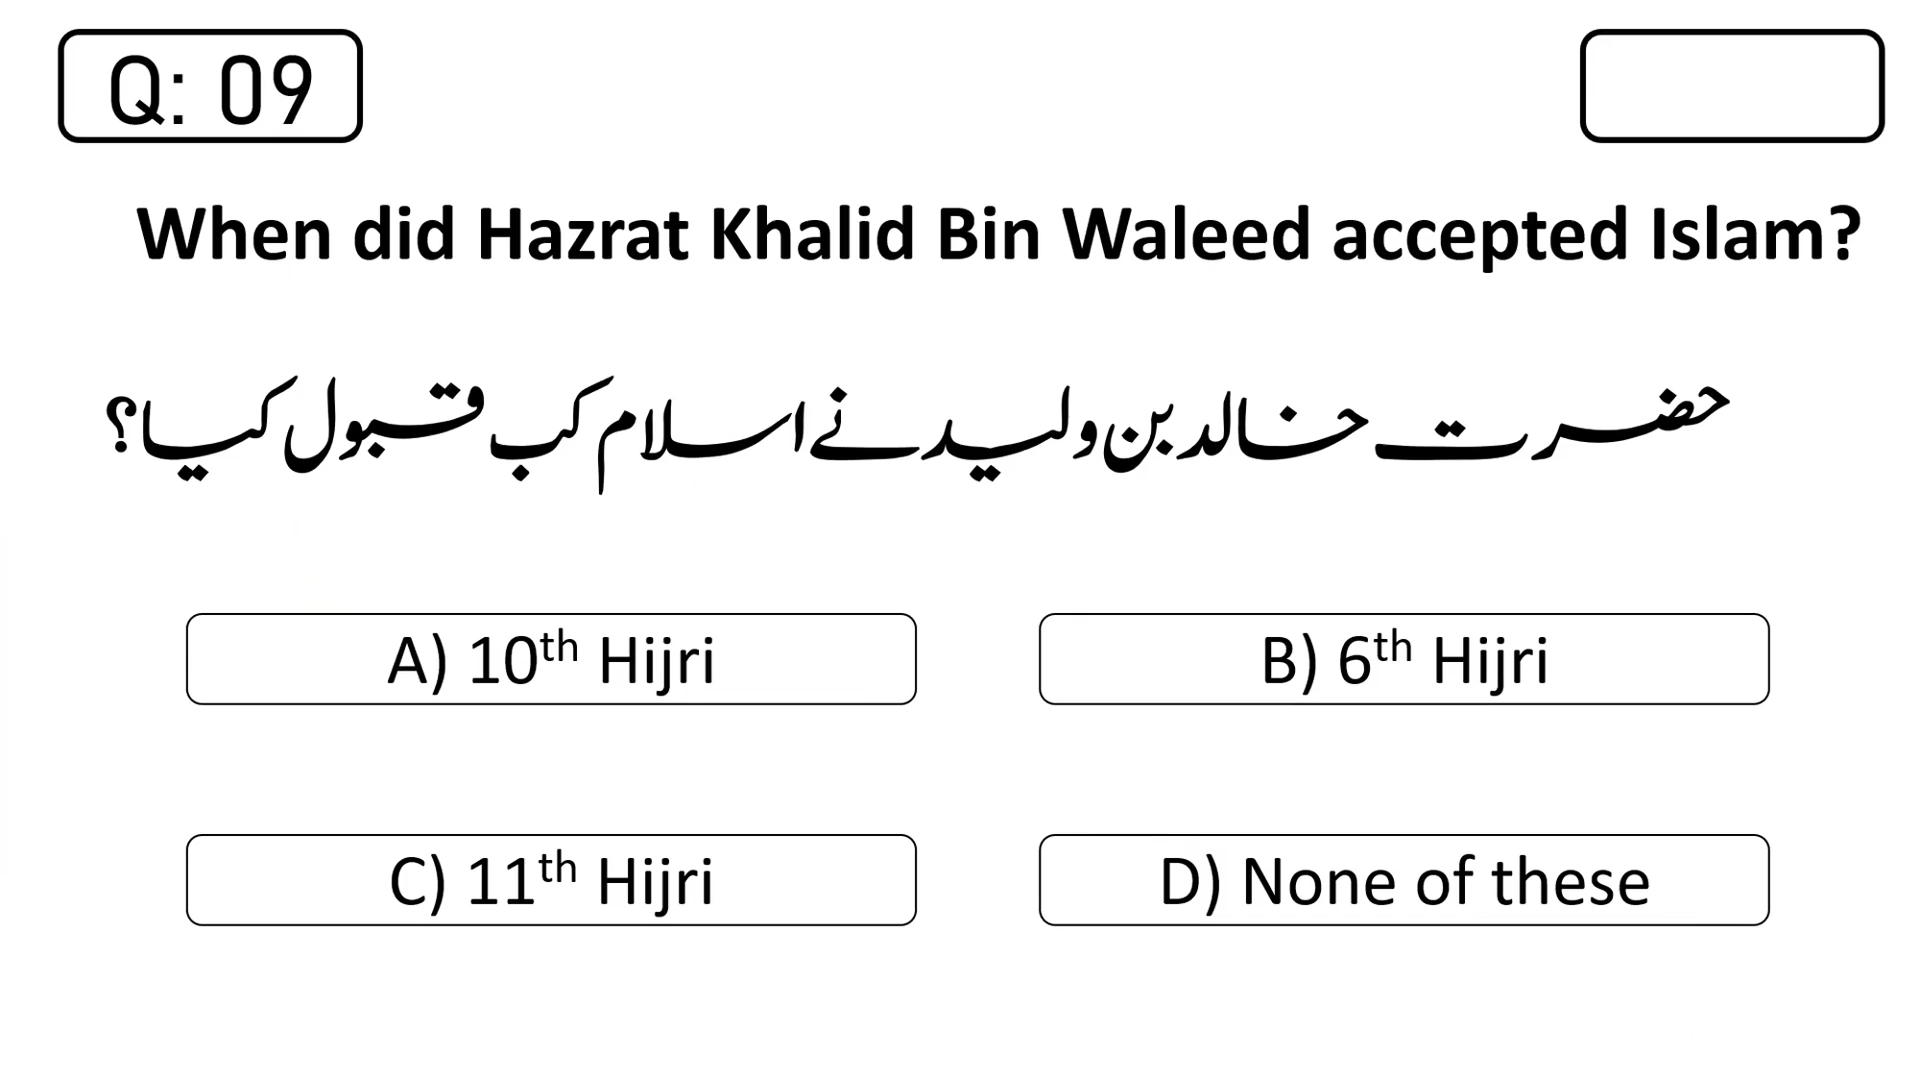 Q: 09
When did Hazrat Khalid Bin Waleed accepted Islam?
حضرت خالد بن ولید نے اسلام کب قبول کیا؟
A) 10th Hijri
B) 6th Hijri
C) 11th Hijri
D) None of these